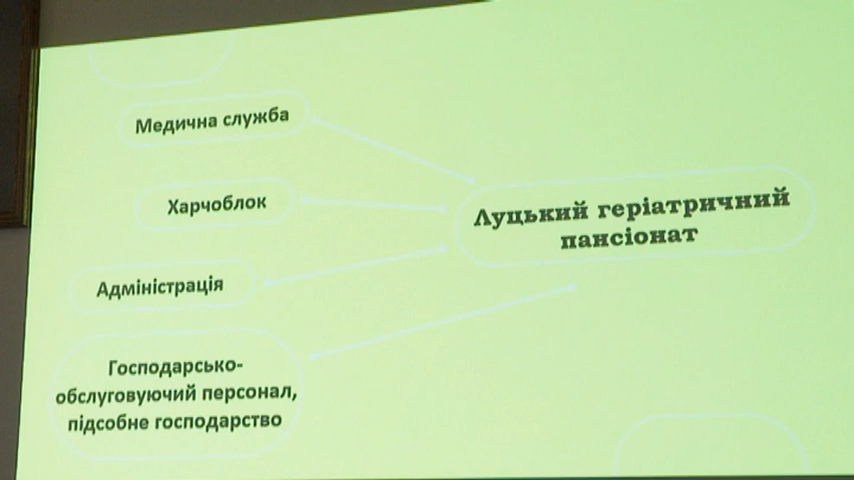 Медична служба
Харчоблок
Адміністрація
Господарсько-
обслуговуючий персонал,
підсобне господарство
Луцький геріатричний
пансіонат